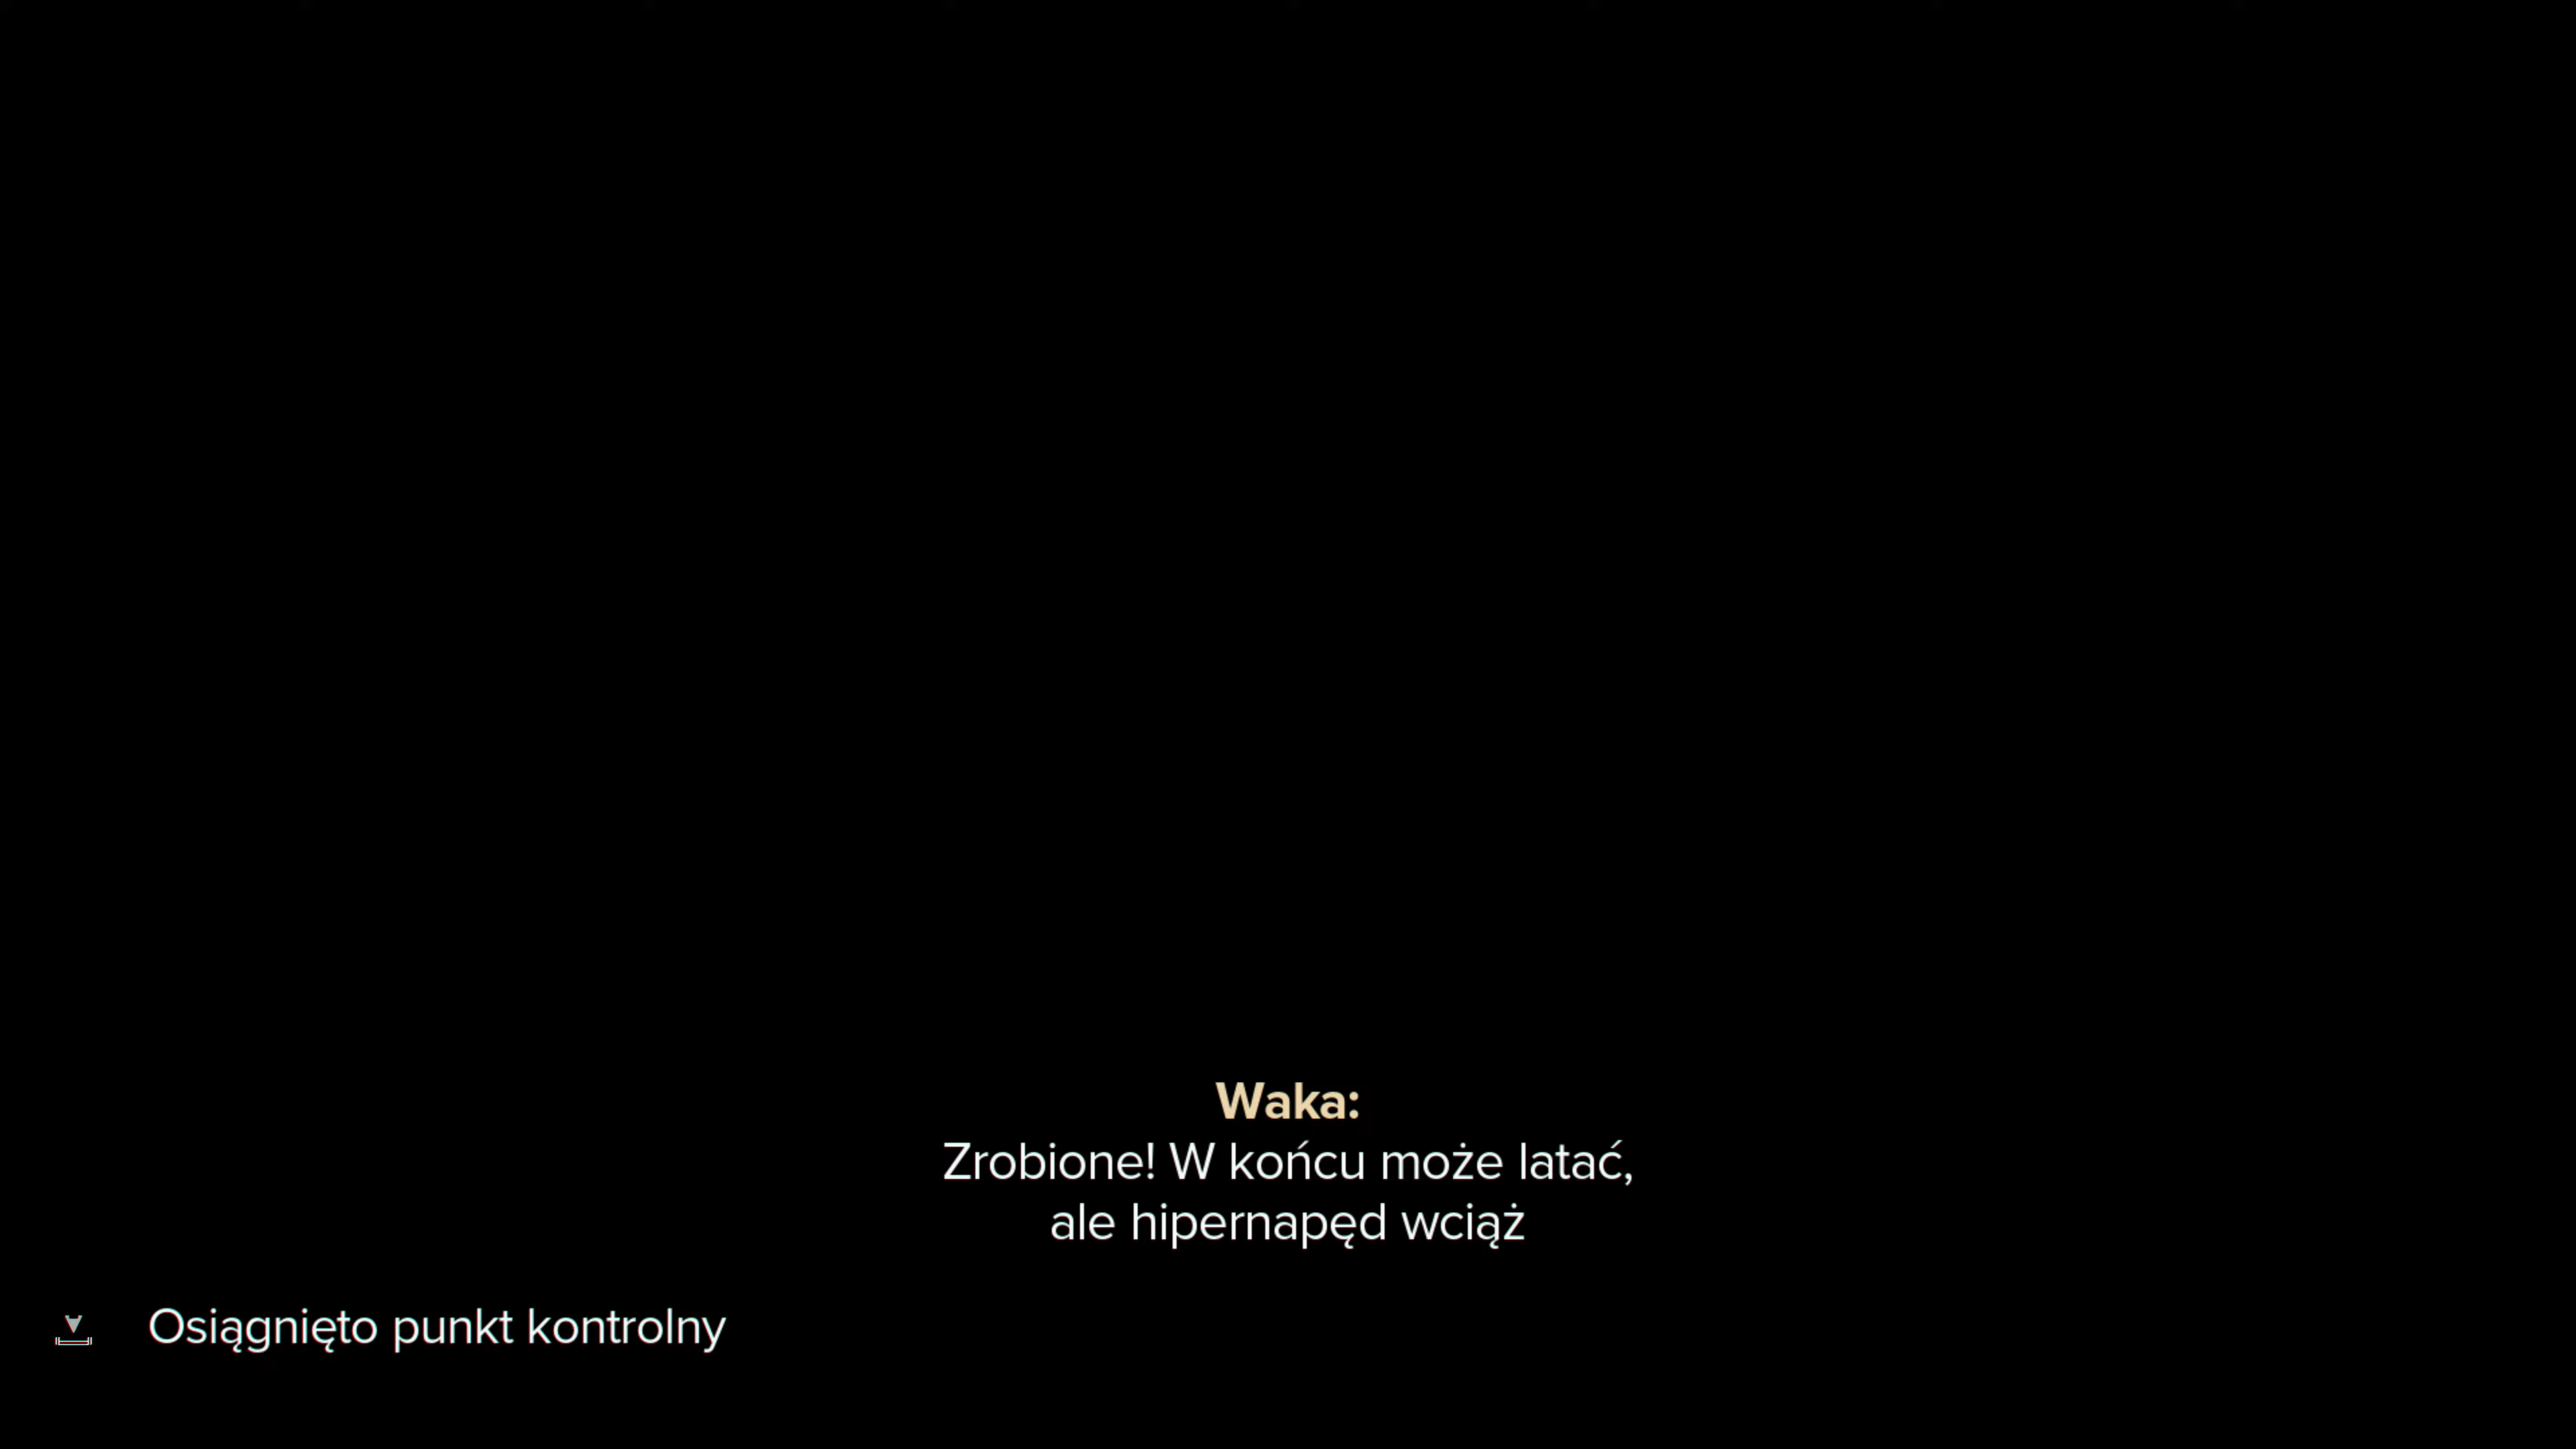 Waka:
Zrobione! W końcu może latać,
ale hipernapęd wciąż
Osiągnięto punkt kontrolny